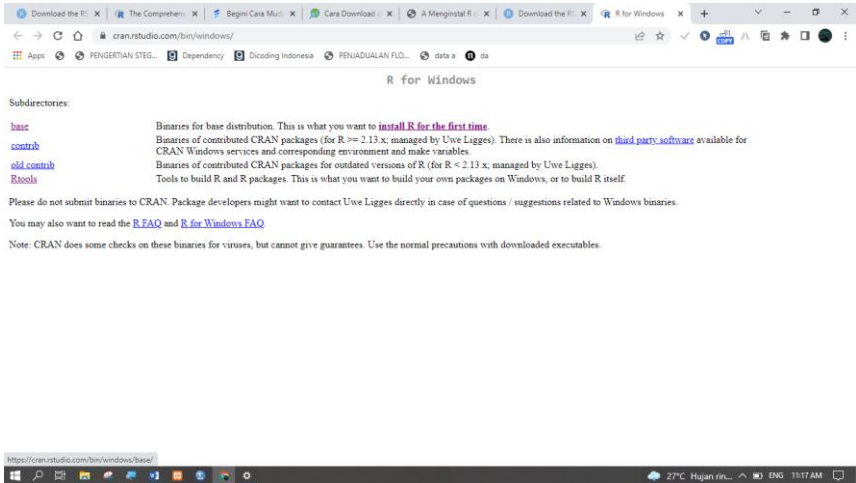 Download the RS
The Comprehens
Begini Cara Mud
Cara Download
A Menginstal R
Download the RS
R for Windows
cran.rstudio.com/bin/windows/
Apps
PENGERTIAN STEG...
Dependency
Dicoding Indonesia
PENJADUALAN FLO...
data a
da
R for Windows
Subdirectories:
base Binaries for base distribution. This is what you want to install R for the first time.
contrib Binaries of contributed CRAN packages (for R >= 2.13.x; managed by Uwe Ligges). There is also information on third party software available for
CRAN Windows services and corresponding environment and make variables.
old contrib Binaries of contributed CRAN packages for outdated versions of R (for R < 2.13.x; managed by Uwe Ligges).
Rtools Tools to build R and R packages. This is what you want to build your own packages on Windows, or to build R itself.
Please do not submit binaries to CRAN. Package developers might want to contact Uwe Ligges directly in case of questions / suggestions related to Windows binaries.
You may also want to read the R FAQ and R for Windows FAQ.
Note: CRAN does some checks on these binaries for viruses, but cannot give guarantees. Use the normal precautions with downloaded executables.
https://cran.rstudio.com/bin/windows/base/
27°C Hujan rin... ENG 11:17 AM